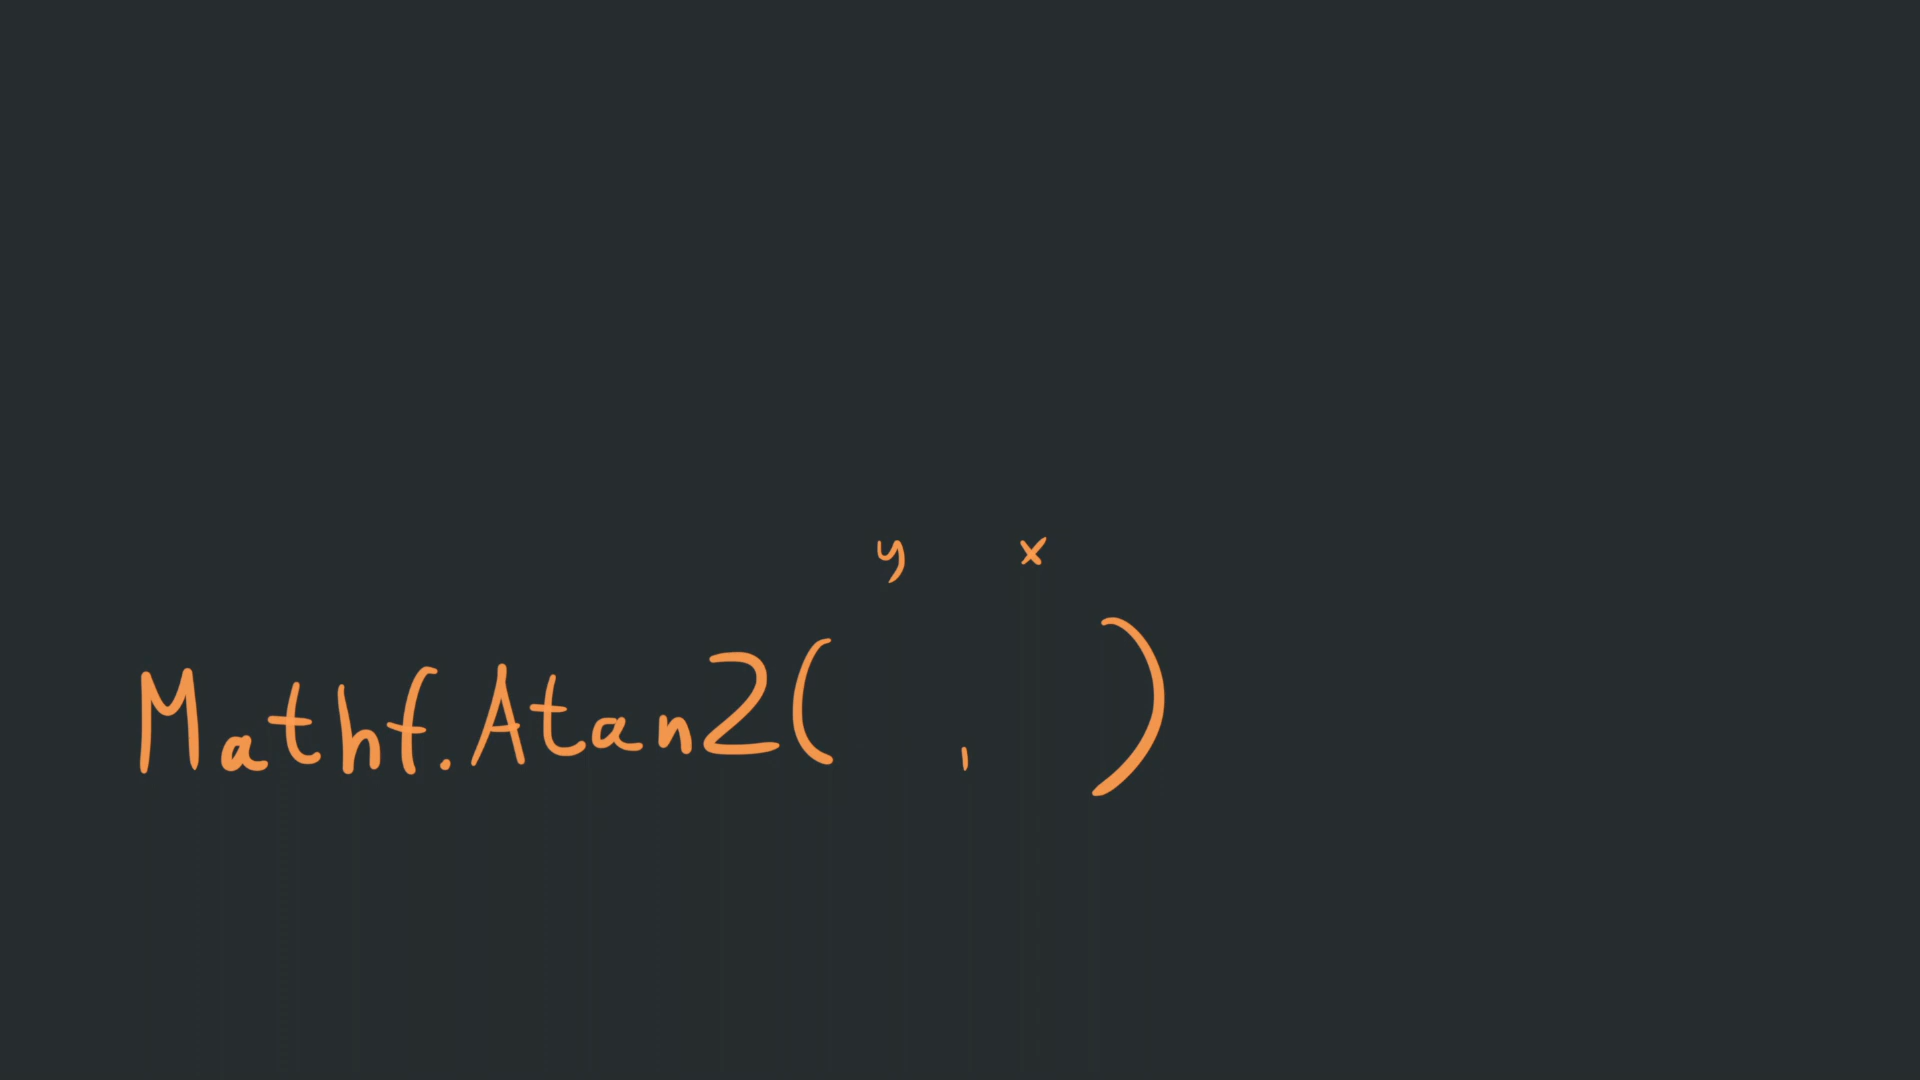 y x
Mathf.Atan2( , )